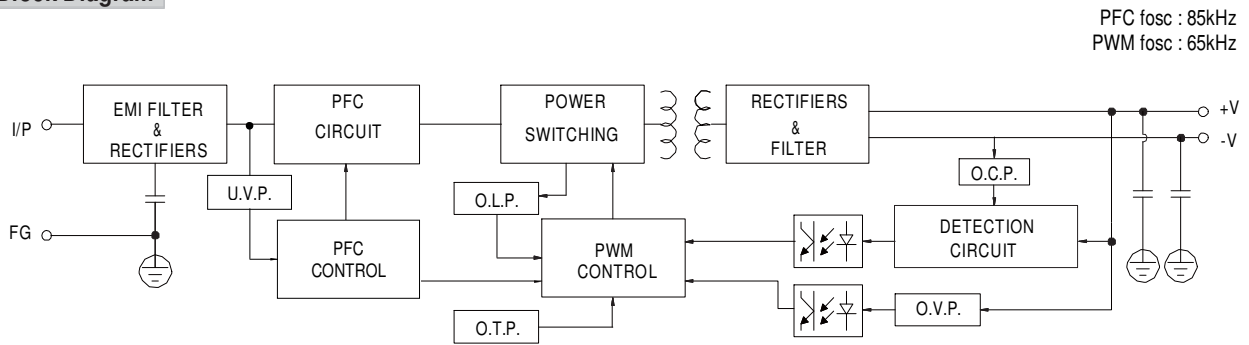 Block Diagram
PFC fosc : 85kHz
PWM fosc : 65kHz
I/P
EMI FILTER
&
RECTIFIERS
PFC
CIRCUIT
POWER
SWITCHING
RECTIFIERS
&
FILTER
+V
-V
U.V.P.
O.L.P.
O.C.P.
FG
PFC
CONTROL
PWM
CONTROL
DETECTION
CIRCUIT
O.T.P.
O.V.P.